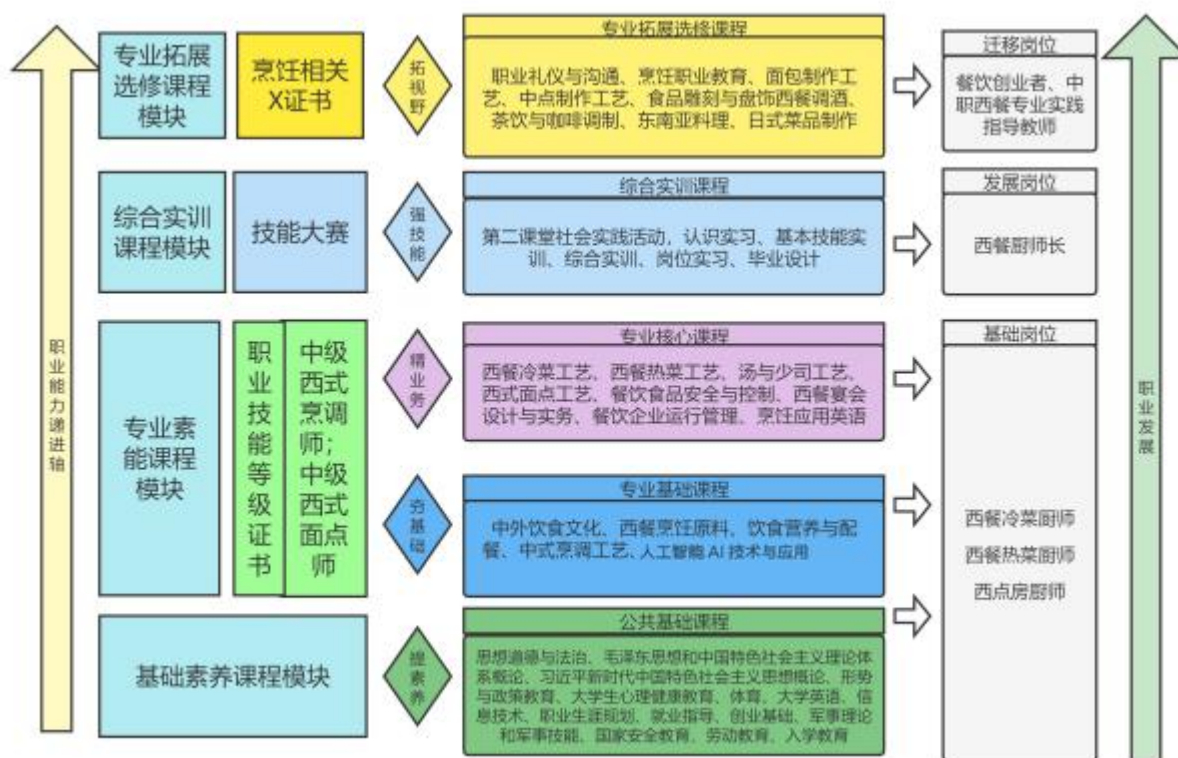 职业能力递进轴
专业拓展
选修课程
模块
烹饪相关
X证书
拓视野
专业拓展选修课程
职业礼仪与沟通、烹饪职业教育、面包制作工
艺、中点制作工艺、食品雕刻与盘饰西餐调酒、
茶饮与咖啡调制、东南亚料理、日式菜品制作
迁移岗位
餐饮创业者、中
职西餐专业实践
指导教师
综合实训
课程模块
技能大赛
强技能
综合实训课程
第二课堂社会实践活动，认识实习、基本技能实
训、综合实训、岗位实习、毕业设计
发展岗位
西餐厨师长
专业素
能课程
模块
职业技能等级证书
中级
西式
烹调
师；
中级
西式
面点
师
精业务
专业核心课程
西餐冷菜工艺、西餐热菜工艺、汤与少司工艺、
西式面点工艺、餐饮食品安全与控制、西餐宴会
设计与实务、餐饮企业运行管理、烹饪应用英语
夯基础
专业基础课程
中外饮食文化、西餐烹饪原料、饮食营养与配
餐、中式烹调工艺、人工智能 AI 技术与应用
基础岗位
西餐冷菜厨师
西餐热菜厨师
西点房厨师
基础素养课程模块
提素养
公共基础课程
思想道德与法治、毛泽东思想和中国特色社会主义理论体
系概论、习近平新时代中国特色社会主义思想概论、形势
与政策教育、大学生心理健康教育、体育、大学英语、信
息技术、职业生涯规划、就业指导、创业基础、军事理论
和军事技能、国家安全教育、劳动教育、入学教育
职业发展